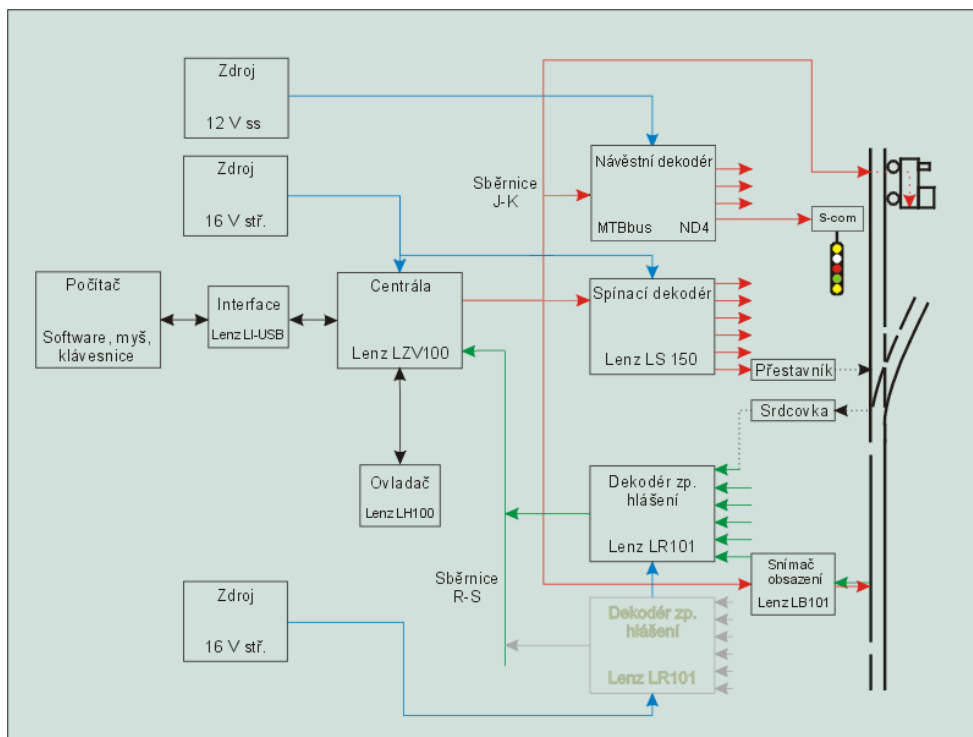 Zdroj
12 V ss
Zdroj
16 V stř.
Sběrnice
J-K
Návěstní dekodér
MTBbus ND4
S-com
Počítač
Software, myš,
klávesnice
Interface
Lenz LI-USB
Centrála
Lenz LZV100
Spínací dekodér
Lenz LS 150
Přestavník
Srdcovka
Ovladač
Lenz LH100
Dekodér zp.
hlášení
Lenz LR101
Snímač
obsazení
Lenz LB101
Sběrnice
R-S
Zdroj
16 V stř.
Dekodér zp.
hlášení
Lenz LR101